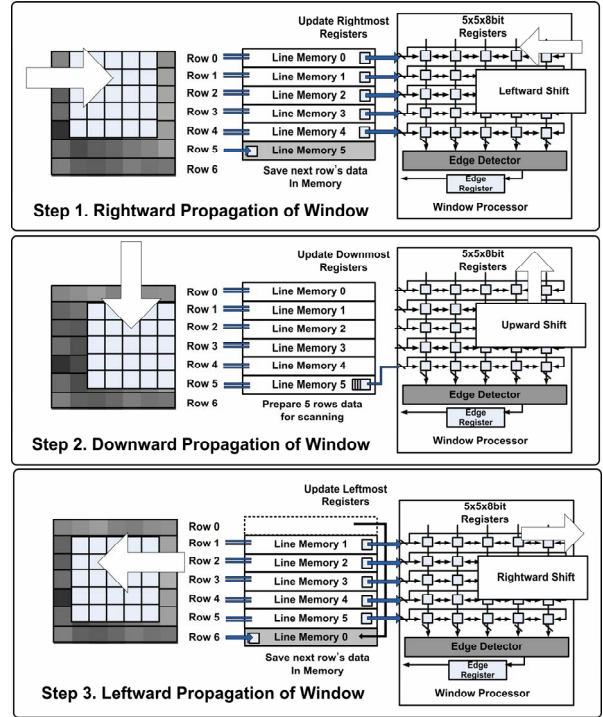 Update Rightmost
Registers
5x5x8bit
Registers
Row 0
Row 1
Row 2
Row 3
Row 4
Row 5
Row 6
Line Memory 0
Line Memory 1
Line Memory 2
Line Memory 3
Line Memory 4
Line Memory 5
Save next row's data
In Memory
Leftward Shift
Edge Detector
Edge
Register
Window Processor
Step 1. Rightward Propagation of Window
Update Downmost
Registers
5x5x8bit
Registers
Row 0
Row 1
Row 2
Row 3
Row 4
Row 5
Row 6
Line Memory 0
Line Memory 1
Line Memory 2
Line Memory 3
Line Memory 4
Line Memory 5
Prepare 5 rows data
for scanning
Upward Shift
Edge Detector
Edge Register
Window Processor
Step 2. Downward Propagation of Window
Update Leftmost
Registers
5x5x8bit
Registers
Row 0
Row 1
Row 2
Row 3
Row 4
Row 5
Row 6
Line Memory 1
Line Memory 2
Line Memory 3
Line Memory 4
Line Memory 5
Line Memory 0
Save next row's data
In Memory
Rightward Shift
Edge Detector
Edge
Register
Window Processor
Step 3. Leftward Propagation of Window